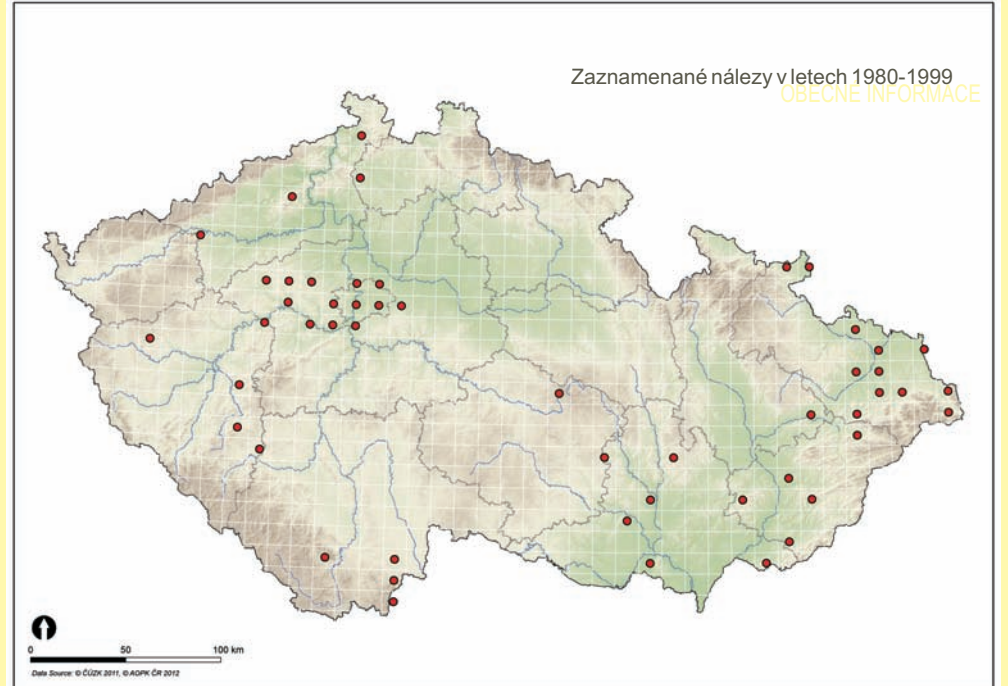 Zaznamenané nálezy v letech 1980-1999
OBECNÉ INFORMACE
0 50 100 km
Data Source: © ČÚZK 2011, © AOPK ČR 2012